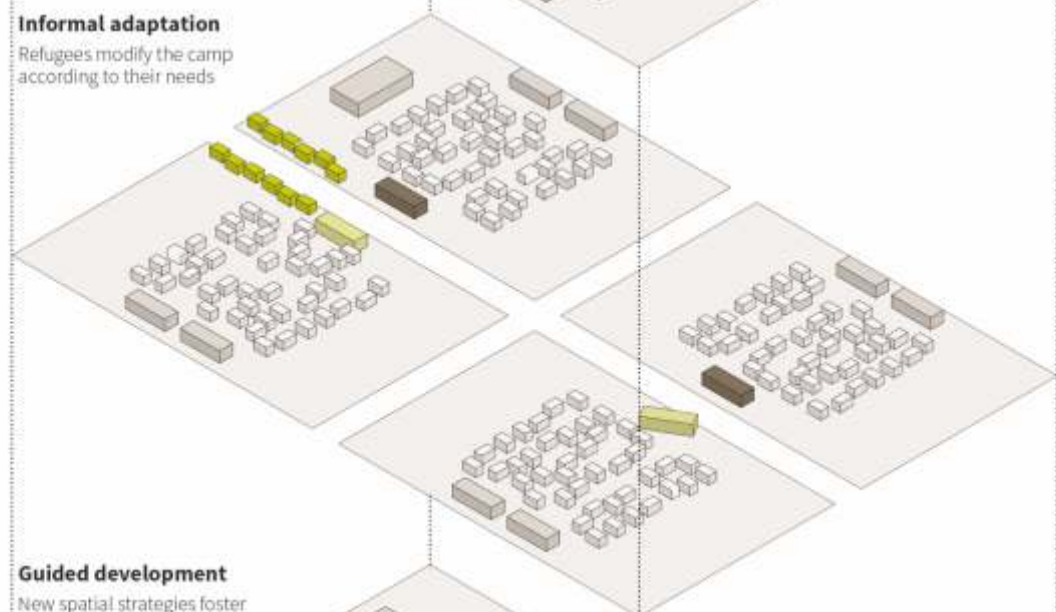 Informal adaptation
Refugees modify the camp
according to their needs
Guided development
New spatial strategies foster